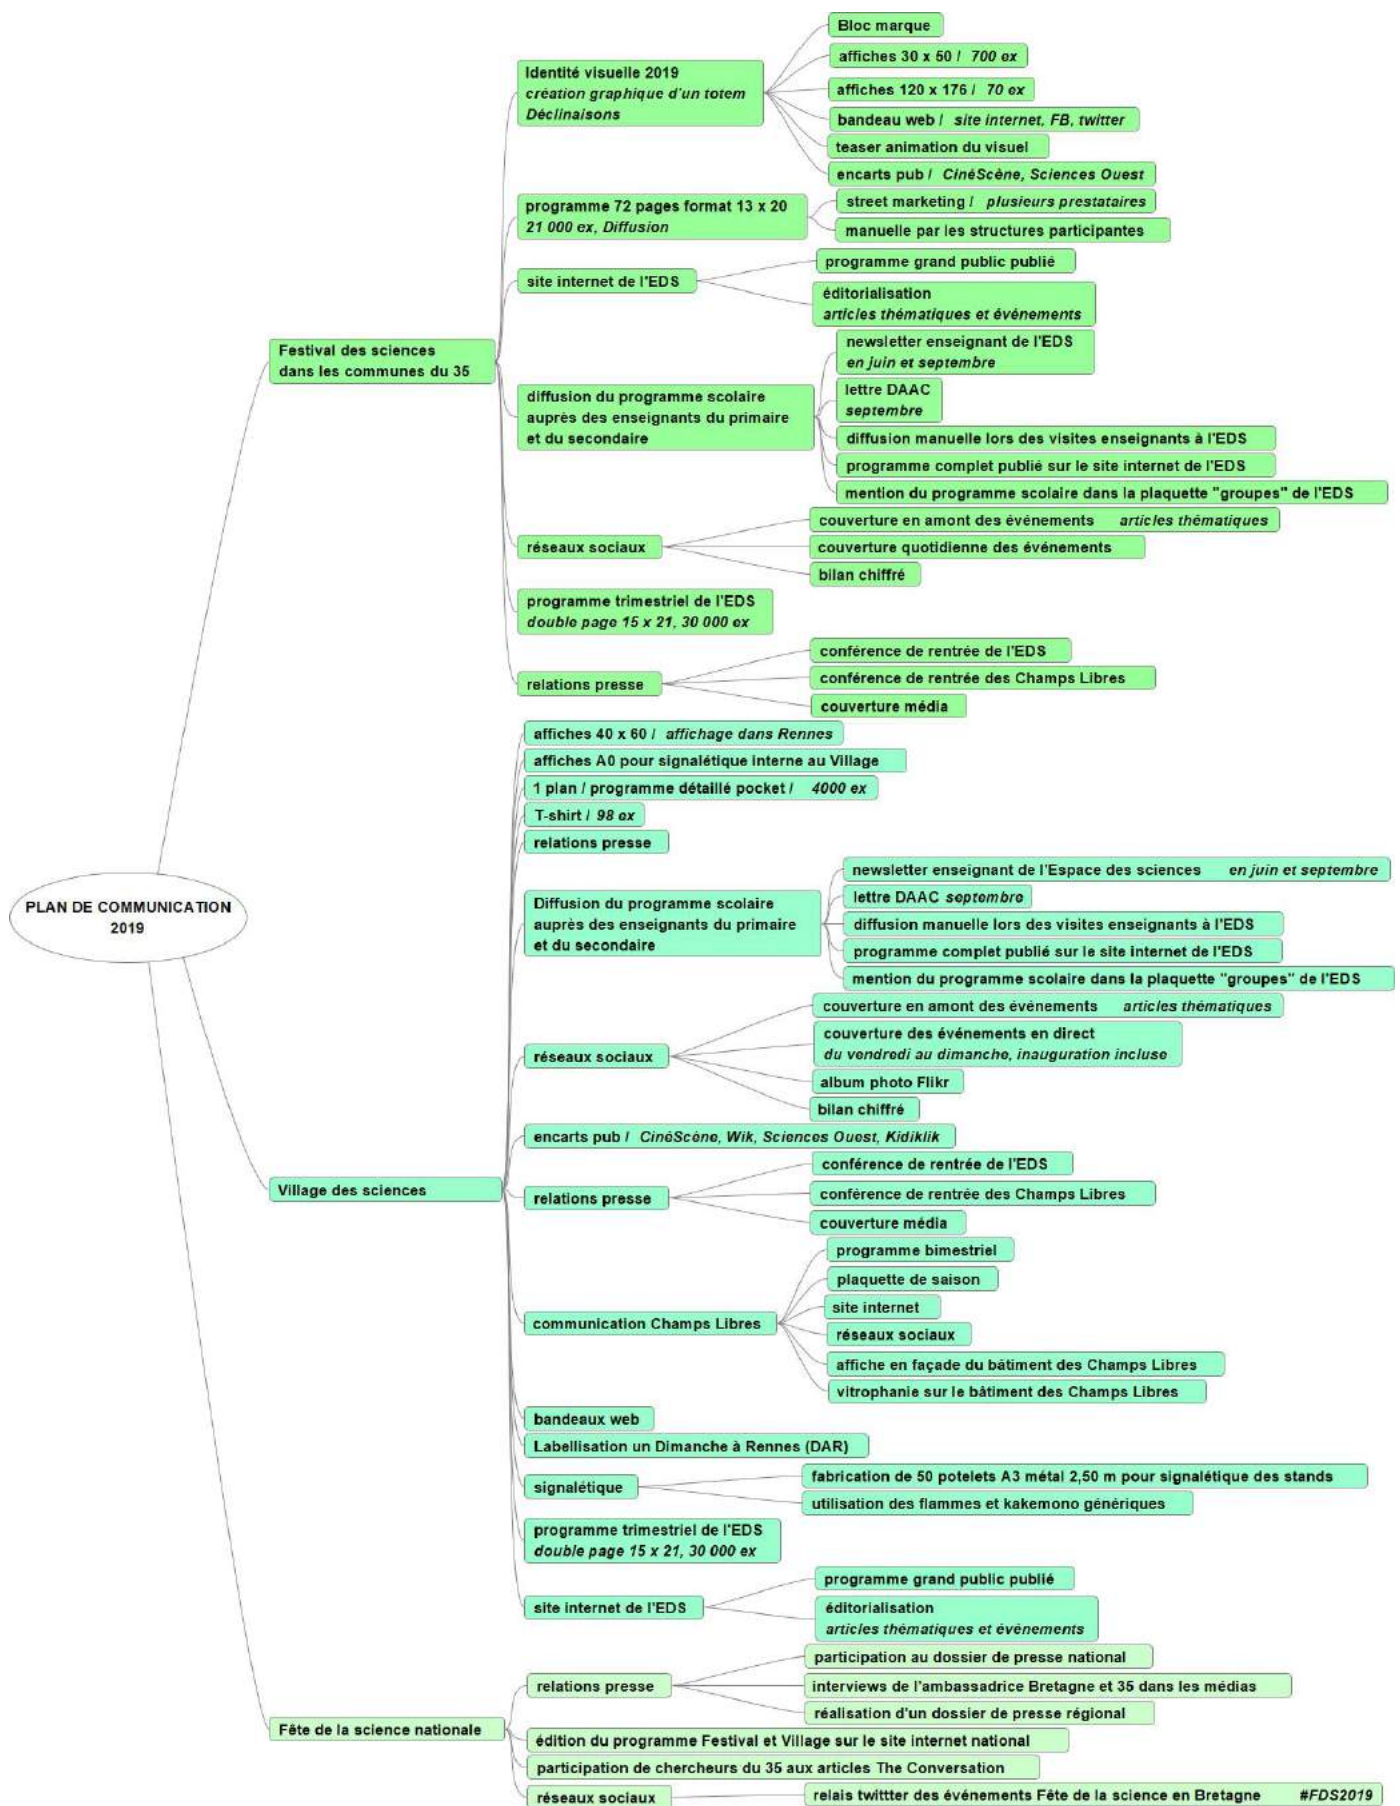 PLAN DE COMMUNICATION
2019
Festival des sciences
dans les communes du 35
Identité visuelle 2019
création graphique d'un totem
Déclinaisons
Bloc marque
affiches 30 x 50 / 700 ex
affiches 120 x 176 / 70 ex
bandeau web / site internet, FB, twitter
teaser animation du visuel
encarts pub / CinéScène, Sciences Ouest
programme 72 pages format 13 x 20
21 000 ex, Diffusion
street marketing / plusieurs prestataires
manuelle par les structures participantes
site internet de l'EDS
programme grand public publié
éditorialisation
articles thématiques et événements
diffusion du programme scolaire
auprès des enseignants du primaire
et du secondaire
newsletter enseignant de l'EDS
en juin et septembre
lettre DAAC
septembre
diffusion manuelle lors des visites enseignants à l'EDS
programme complet publié sur le site internet de l'EDS
mention du programme scolaire dans la plaquette "groupes" de l'EDS
réseaux sociaux
couverture en amont des événements articles thématiques
couverture quotidienne des événements
bilan chiffré
programme trimestriel de l'EDS
double page 15 x 21, 30 000 ex
relations presse
conférence de rentrée de l'EDS
conférence de rentrée des Champs Libres
couverture média
Village des sciences
affiches 40 x 60 / affichage dans Rennes
affiches A0 pour signalétique interne au Village
1 plan / programme détaillé pocket / 4000 ex
T-shirt / 98 ex
relations presse
Diffusion du programme scolaire
auprès des enseignants du primaire
et du secondaire
newsletter enseignant de l'Espace des sciences en juin et septembre
lettre DAAC septembre
diffusion manuelle lors des visites enseignants à l'EDS
programme complet publié sur le site internet de l'EDS
mention du programme scolaire dans la plaquette "groupes" de l'EDS
réseaux sociaux
couverture en amont des événements articles thématiques
couverture des événements en direct
du vendredi au dimanche, inauguration incluse
album photo Flikr
bilan chiffré
encarts pub / CinéScène, Wik, Sciences Ouest, Kidiklik
relations presse
conférence de rentrée de l'EDS
conférence de rentrée des Champs Libres
couverture média
communication Champs Libres
programme bimestriel
plaquette de saison
site internet
réseaux sociaux
affiche en façade du bâtiment des Champs Libres
vitrophanie sur le bâtiment des Champs Libres
bandeaux web
Labellisation un Dimanche à Rennes (DAR)
signalétique
fabrication de 50 potelets A3 métal 2,50 m pour signalétique des stands
utilisation des flammes et kakemono génériques
programme trimestriel de l'EDS
double page 15 x 21, 30 000 ex
site internet de l'EDS
programme grand public publié
éditorialisation
articles thématiques et événements
Fête de la science nationale
relations presse
participation au dossier de presse national
interviews de l'ambassadrice Bretagne et 35 dans les médias
réalisation d'un dossier de presse régional
édition du programme Festival et Village sur le site internet national
participation de chercheurs du 35 aux articles The Conversation
réseaux sociaux
relais twittter des événements Fête de la science en Bretagne #FDS2019